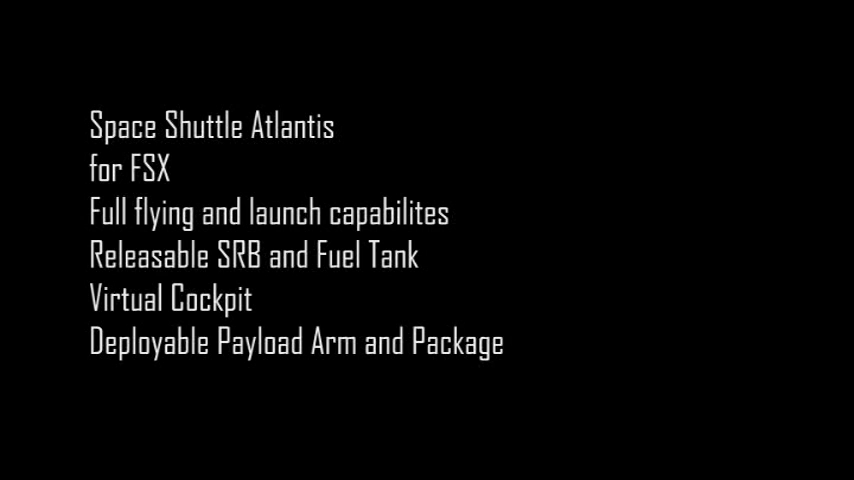 Space Shuttle Atlantis
for FSX
Full flying and launch capabilites
Releasable SRB and Fuel Tank
Virtual Cockpit
Deployable Payload Arm and Package